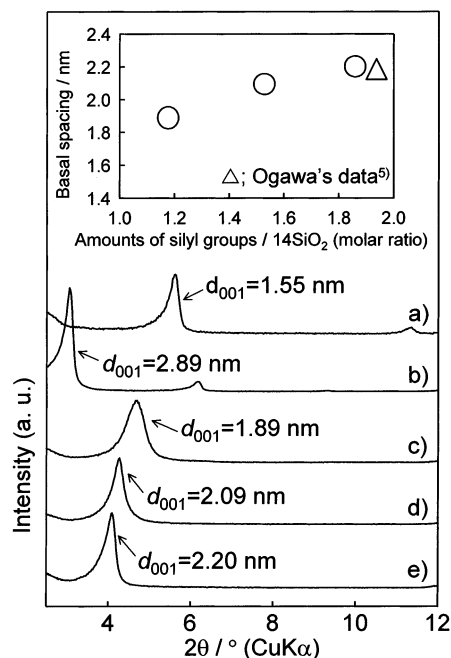 2.4
2.2
2.0
1.8
1.6
1.4
Basal spacing / nm
△; Ogawa's data⁵⁾
1.0 1.2 1.4 1.6 1.8 2.0
Amounts of silyl groups / 14SiO₂ (molar ratio)
d₀₀₁=1.55 nm
a)
d₀₀₁=2.89 nm
b)
d₀₀₁=1.89 nm
c)
d₀₀₁=2.09 nm
d)
d₀₀₁=2.20 nm
e)
Intensity (a. u.)
4 6 8 10 12
2θ / ° (CuKα)